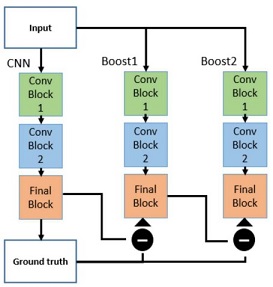 Input
CNN
Boost1
Boost2
Conv
Block
1
Conv
Block
1
Conv
Block
1
Conv
Block
2
Conv
Block
2
Conv
Block
2
Final
Block
Final
Block
Final
Block
Ground truth